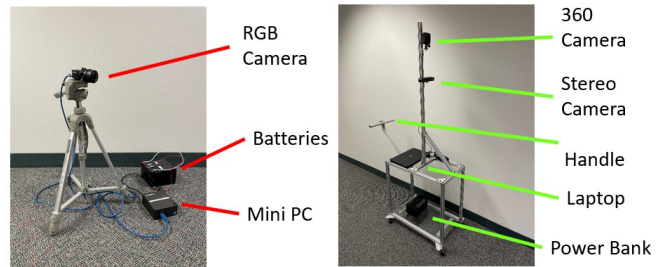 RGB
Camera
Batteries
Mini PC
360
Camera
Stereo
Camera
Handle
Laptop
Power Bank